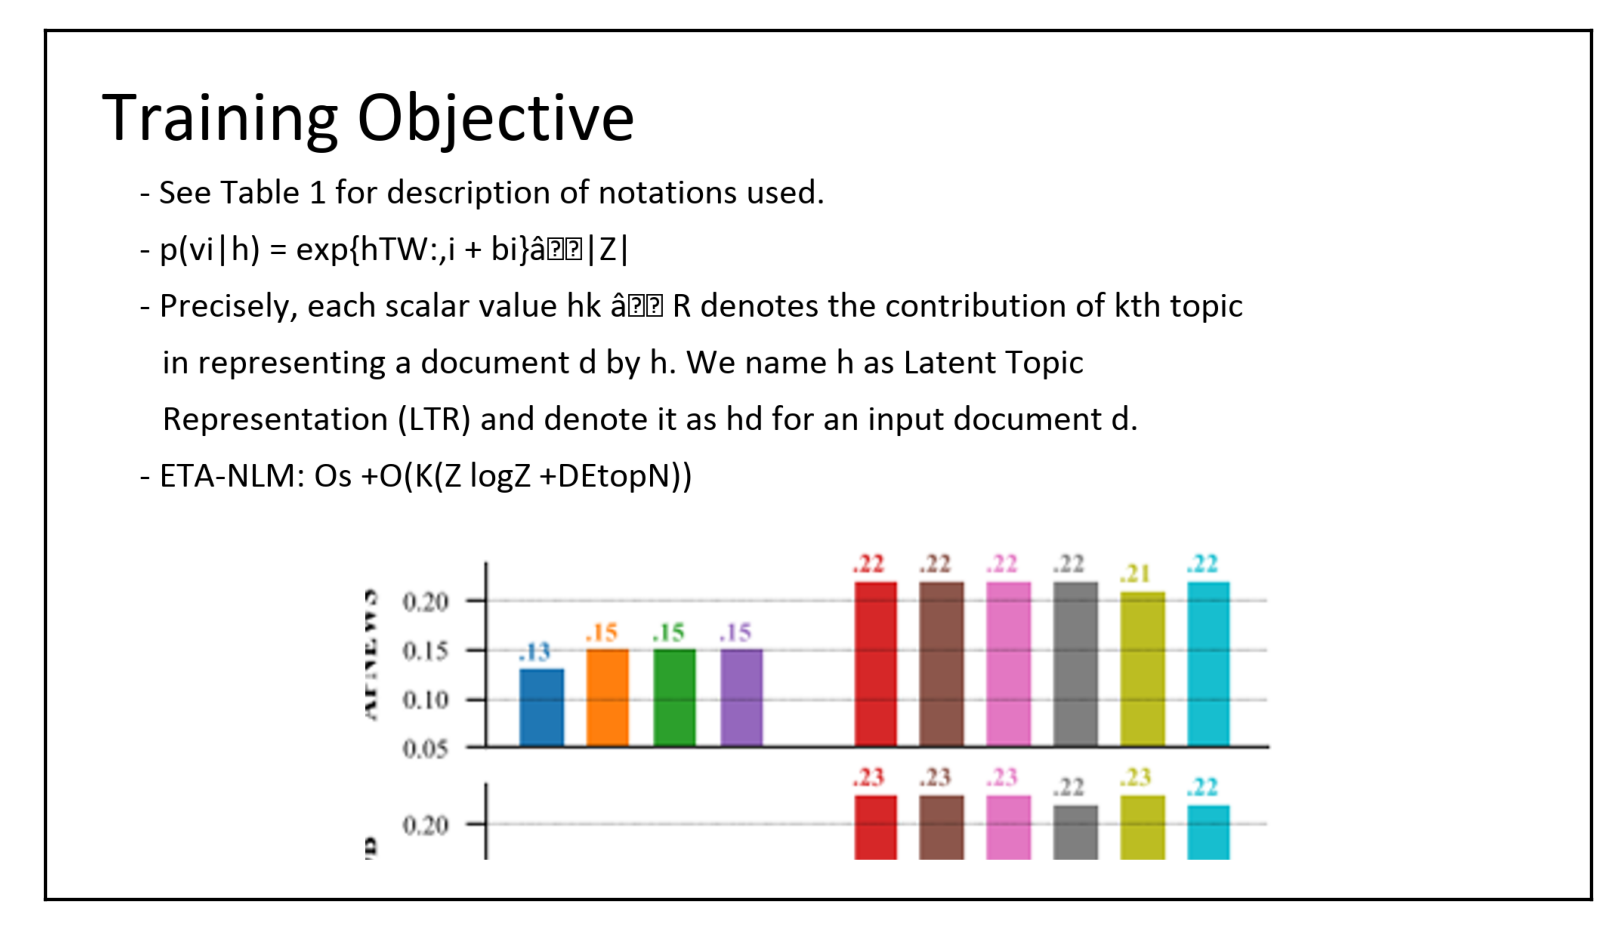 Training Objective
- See Table 1 for description of notations used.
- p(vi|h) = exp{hTW:,i + bi}â⍰⍰|Z|
- Precisely, each scalar value hk â⍰⍰ R denotes the contribution of kth topic
in representing a document d by h. We name h as Latent Topic
Representation (LTR) and denote it as hd for an input document d.
- ETA-NLM: Os +O(K(Z logZ +DEtopN))
.22 .22 .22 .22 .21 .22
APNEWS
0.20
.13 .15 .15 .15
0.15
0.10
0.05
.23 .23 .23 .22 .23 .22
0.20